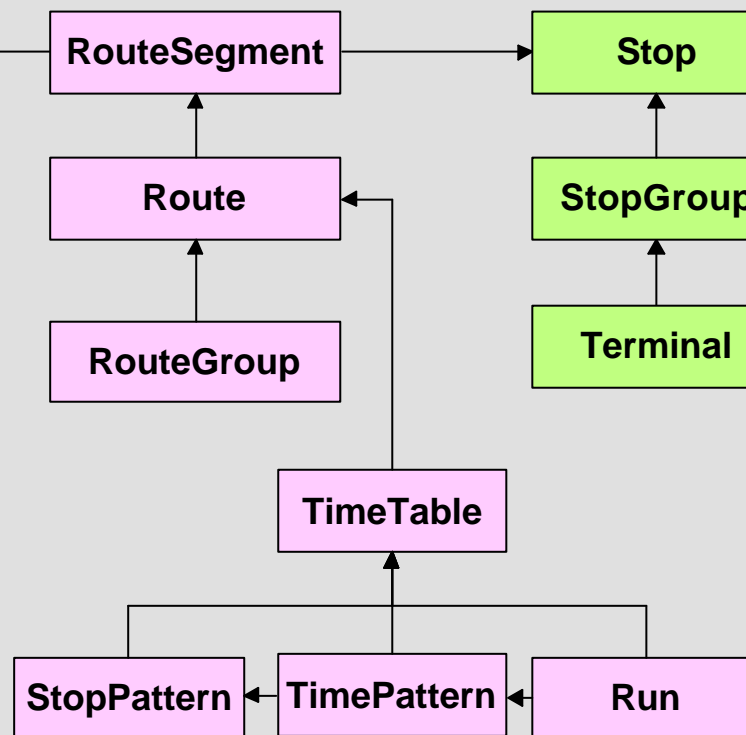 RouteSegment
Stop
Route
StopGroup
RouteGroup
Terminal
TimeTable
StopPattern
TimePattern
Run